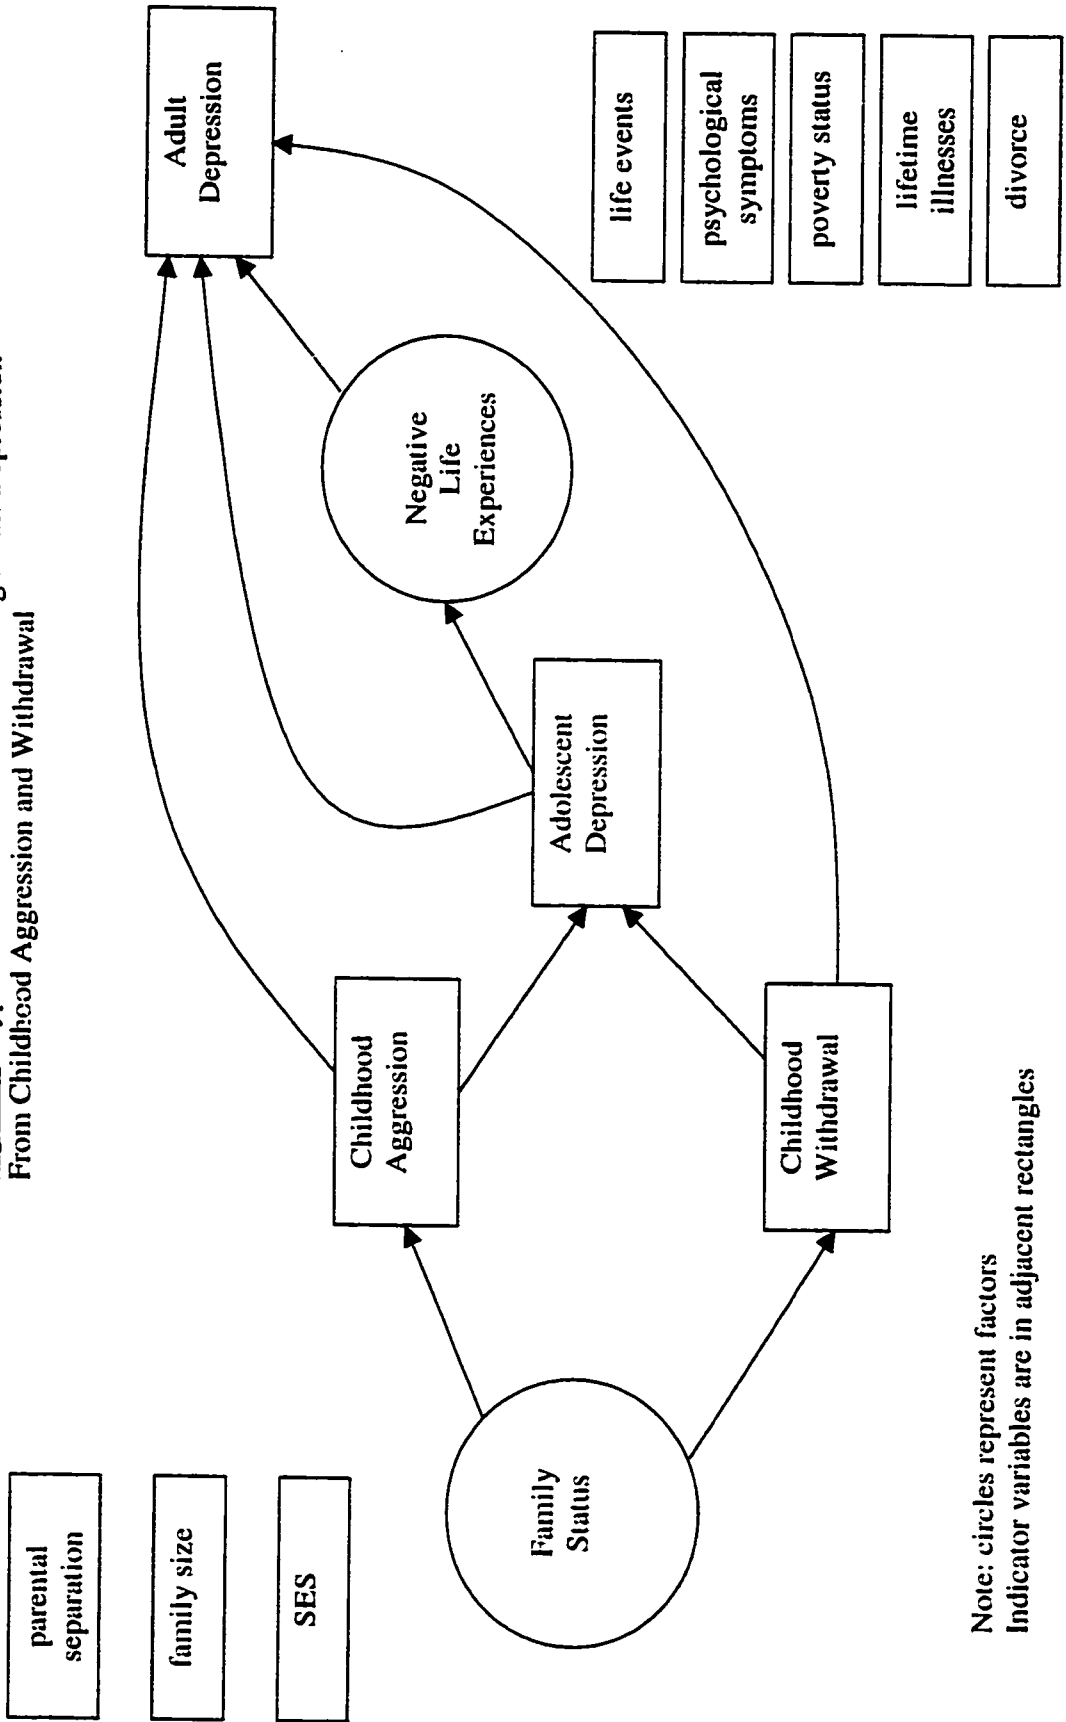 From Childhood Aggression and Withdrawal
parental
separation
family size
SES
Family
Status
Childhood
Aggression
Childhood
Withdrawal
Adolescent
Depression
Negative
Life
Experiences
Adult
Depression
life events
psychological
symptoms
poverty status
lifetime
illnesses
divorce
Note: circles represent factors
Indicator variables are in adjacent rectangles